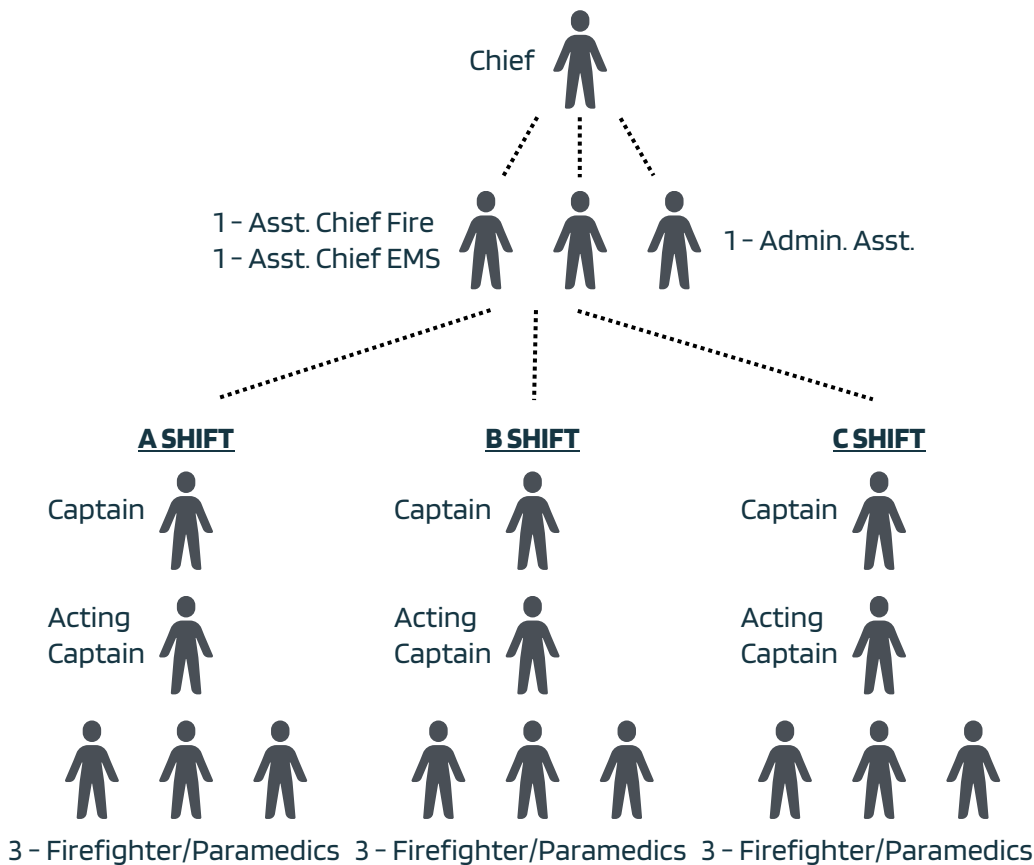 Chief
1 - Asst. Chief Fire
1 - Asst. Chief EMS
1 - Admin. Asst.
A SHIFT
B SHIFT
C SHIFT
Captain
Captain
Captain
Acting
Captain
Acting
Captain
Acting
Captain
3 - Firefighter/Paramedics
3 - Firefighter/Paramedics
3 - Firefighter/Paramedics